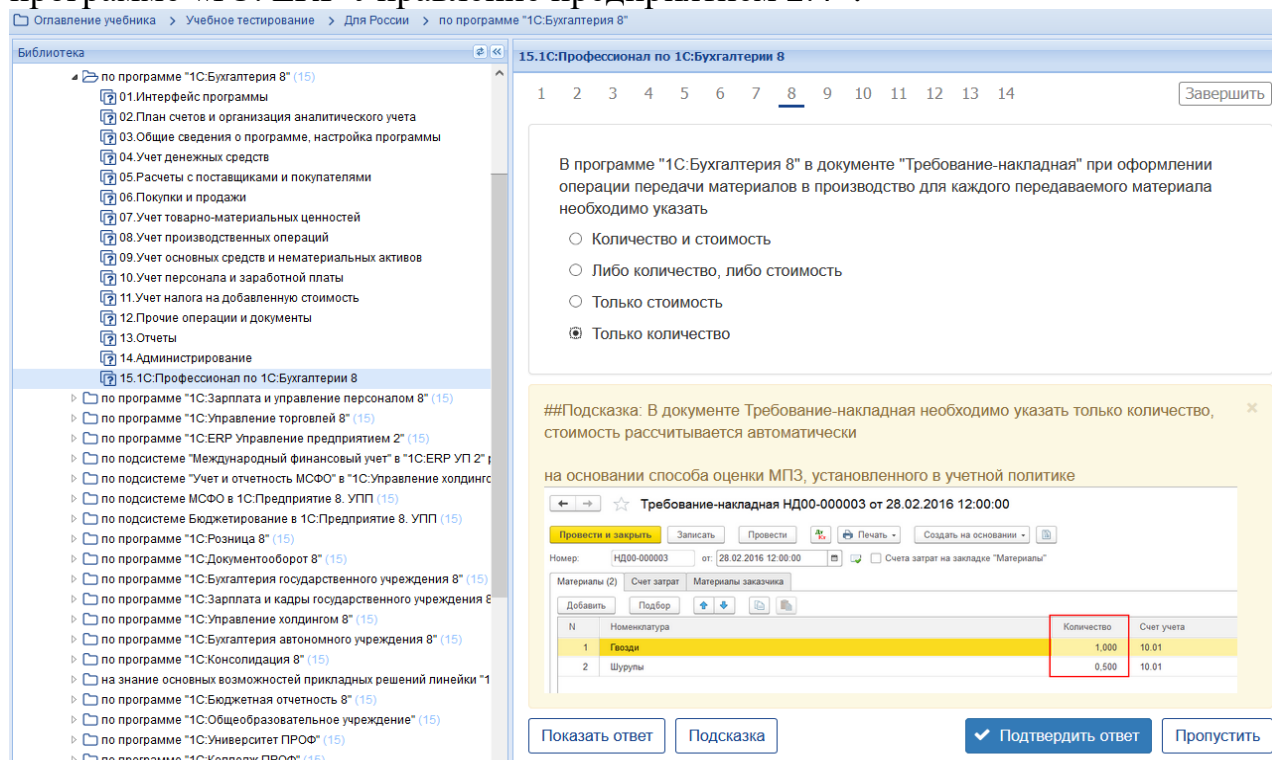 Оглавление учебника > Учебное тестирование > Для России > по программе "1С:Бухгалтерия 8"
Библиотека
по программе "1С:Бухгалтерия 8" (15)
01.Интерфейс программы
02.План счетов и организация аналитического учета
03.Общие сведения о программе, настройка программы
04.Учет денежных средств
05.Расчеты с поставщиками и покупателями
06.Покупки и продажи
07.Учет товарно-материальных ценностей
08.Учет производственных операций
09.Учет основных средств и нематериальных активов
10.Учет персонала и заработной платы
11.Учет налога на добавленную стоимость
12.Прочие операции и документы
13.Отчеты
14.Администрирование
15.1С:Профессионал по 1С:Бухгалтерии 8
по программе "1С:Зарплата и управление персоналом 8" (15)
по программе "1С:Управление торговлей 8" (15)
по программе "1С:ERP Управление предприятием 2" (15)
по подсистеме "Международный финансовый учет" в "1С:ERP УП 2"
по подсистеме "Учет и отчетность МСФО" в "1С:Управление холдинго
по подсистеме МСФО в 1С:Предприятие 8. УПП (15)
по подсистеме Бюджетирование в 1С:Предприятие 8. УПП (15)
по программе "1С:Розница 8" (15)
по программе "1С:Документооборот 8" (15)
по программе "1С:Бухгалтерия государственного учреждения 8" (15)
по программе "1С:Зарплата и кадры государственного учреждения 8
по программе "1С:Управление холдингом 8" (15)
по программе "1С:Бухгалтерия автономного учреждения 8" (15)
по программе "1С:Консолидация 8" (15)
на знание основных возможностей прикладных решений линейки "1
по программе "1С:Бюджетная отчетность 8" (15)
по программе "1С:Общеобразовательное учреждение" (15)
по программе "1С:Университет ПРОФ" (15)
по программе "1С:Колледж ПРОФ" (15)
15.1С:Профессионал по 1С:Бухгалтерии 8
1 2 3 4 5 6 7 8 9 10 11 12 13 14 Завершить
В программе "1С:Бухгалтерия 8" в документе "Требование-накладная" при оформлении
операции передачи материалов в производство для каждого передаваемого материала
необходимо указать
Количество и стоимость
Либо количество, либо стоимость
Только стоимость
Только количество
##Подсказка: В документе Требование-накладная необходимо указать только количество,
стоимость рассчитывается автоматически
на основании способа оценки МПЗ, установленного в учетной политике
Требование-накладная НД00-000003 от 28.02.2016 12:00:00
Провести и закрыть Записать Провести Печать Создать на основании
Номер: НД00-000003 от: 28.02.2016 12:00:00 Счета затрат на закладке "Материалы"
Материалы (2) Счет затрат Материалы заказчика
Добавить Подбор
N Номенклатура Количество Счет учета
1 Гвозди 1,000 10.01
2 Шурупы 0,500 10.01
Показать ответ Подсказка Подтвердить ответ Пропустить